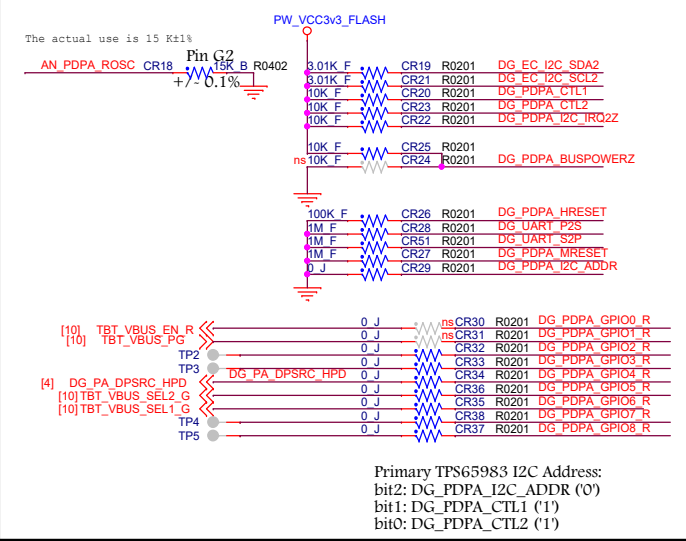 PW_VCC3v3_FLASH
The actual use is 15 K±1%
AN_PDPA_ROSC CR18 Pin G2 15K_B R0402
+/- 0.1%
3.01K_F CR19 R0201 DG_EC_I2C_SDA2
3.01K_F CR21 R0201 DG_EC_I2C_SCL2
10K_F CR20 R0201 DG_PDPA_CTL1
10K_F CR23 R0201 DG_PDPA_CTL2
10K_F CR22 R0201 DG_PDPA_I2C_IRQ2Z
10K_F CR25 R0201
ns 10K_F CR24 R0201 DG_PDPA_BUSPOWERZ
100K_F CR26 R0201 DG_PDPA_HRESET
1M_F CR28 R0201 DG_UART_P2S
1M_F CR51 R0201 DG_UART_S2P
1M_F CR27 R0201 DG_PDPA_MRESET
0_J CR29 R0201 DG_PDPA_I2C_ADDR
[10] TBT_VBUS_EN_R 0_J ns CR30 R0201 DG_PDPA_GPIO0_R
[10] TBT_VBUS_PG 0_J ns CR31 R0201 DG_PDPA_GPIO1_R
TP2 0_J CR32 R0201 DG_PDPA_GPIO2_R
TP3 0_J CR33 R0201 DG_PDPA_GPIO3_R
[4] DG_PA_DPSRC_HPD DG_PA_DPSRC_HPD 0_J CR34 R0201 DG_PDPA_GPIO4_R
[10] TBT_VBUS_SEL2_G 0_J CR36 R0201 DG_PDPA_GPIO5_R
[10] TBT_VBUS_SEL1_G 0_J CR35 R0201 DG_PDPA_GPIO6_R
TP4 0_J CR38 R0201 DG_PDPA_GPIO7_R
TP5 0_J CR37 R0201 DG_PDPA_GPIO8_R
Primary TPS65983 I2C Address:
bit2: DG_PDPA_I2C_ADDR ('0')
bit1: DG_PDPA_CTL1 ('1')
bit0: DG_PDPA_CTL2 ('1')